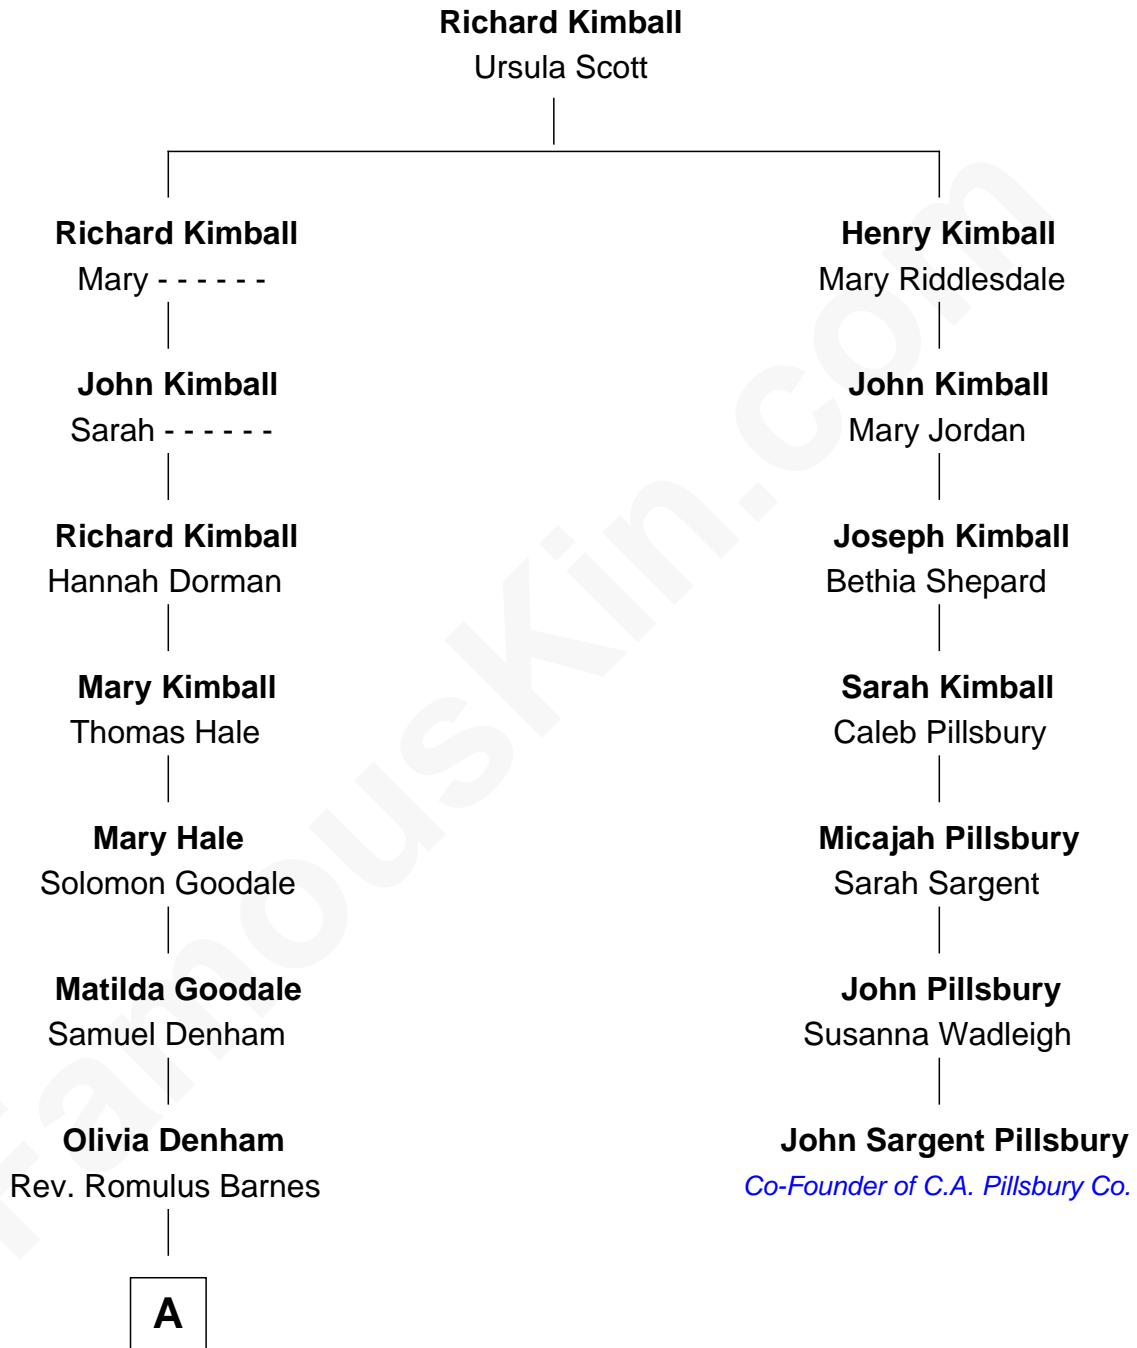 Richard Kimball
Ursula Scott
Richard Kimball
Mary - - - - - -
Henry Kimball
Mary Riddlesdale
John Kimball
Sarah - - - - - -
John Kimball
Mary Jordan
Richard Kimball
Hannah Dorman
Joseph Kimball
Bethia Shepard
Mary Kimball
Thomas Hale
Sarah Kimball
Caleb Pillsbury
Mary Hale
Solomon Goodale
Micajah Pillsbury
Sarah Sargent
Matilda Goodale
Samuel Denham
John Pillsbury
Susanna Wadleigh
Olivia Denham
Rev. Romulus Barnes
John Sargent Pillsbury
Co-Founder of C.A. Pillsbury Co.
A
FamousKin.com